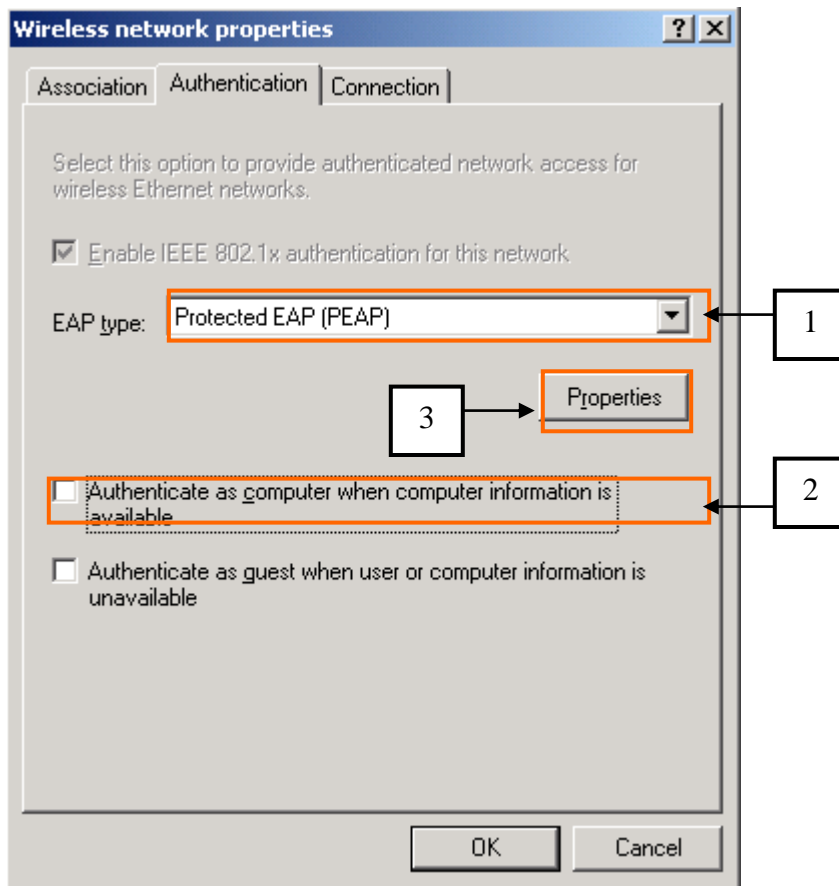 Wireless network properties
Association Authentication Connection
Select this option to provide authenticated network access for
wireless Ethernet networks.
Enable IEEE 802.1x authentication for this network
EAP type: Protected EAP (PEAP)
1
Properties
3
Authenticate as computer when computer information is
available
2
Authenticate as guest when user or computer information is
unavailable
OK Cancel